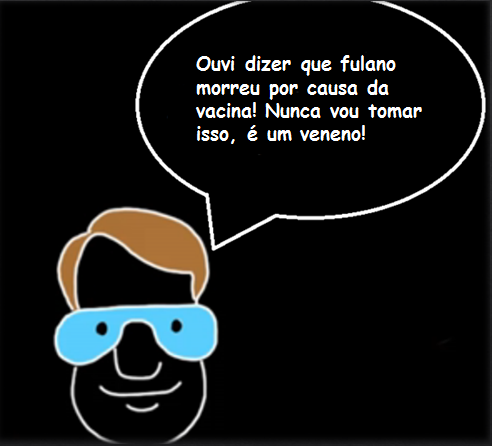 Ouvi dizer que fulano
morreu por causa da
vacina! Nunca vou tomar
isso, é um veneno!